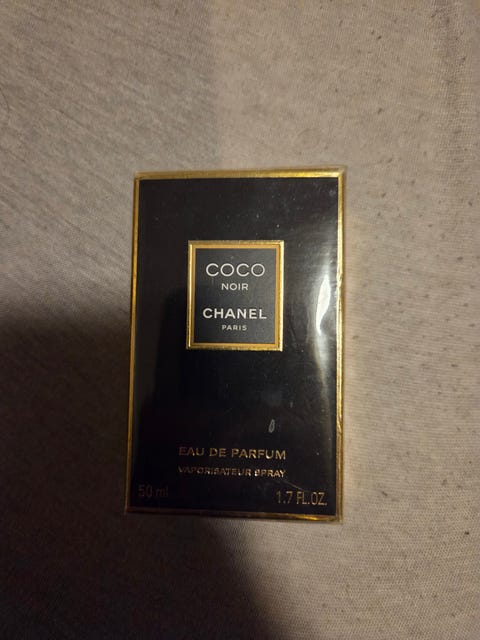 COCO
NOIR
CHANEL
PARIS
EAU DE PARFUM
VAPORISATEUR SPRAY
50 ml
1.7 FL.OZ.